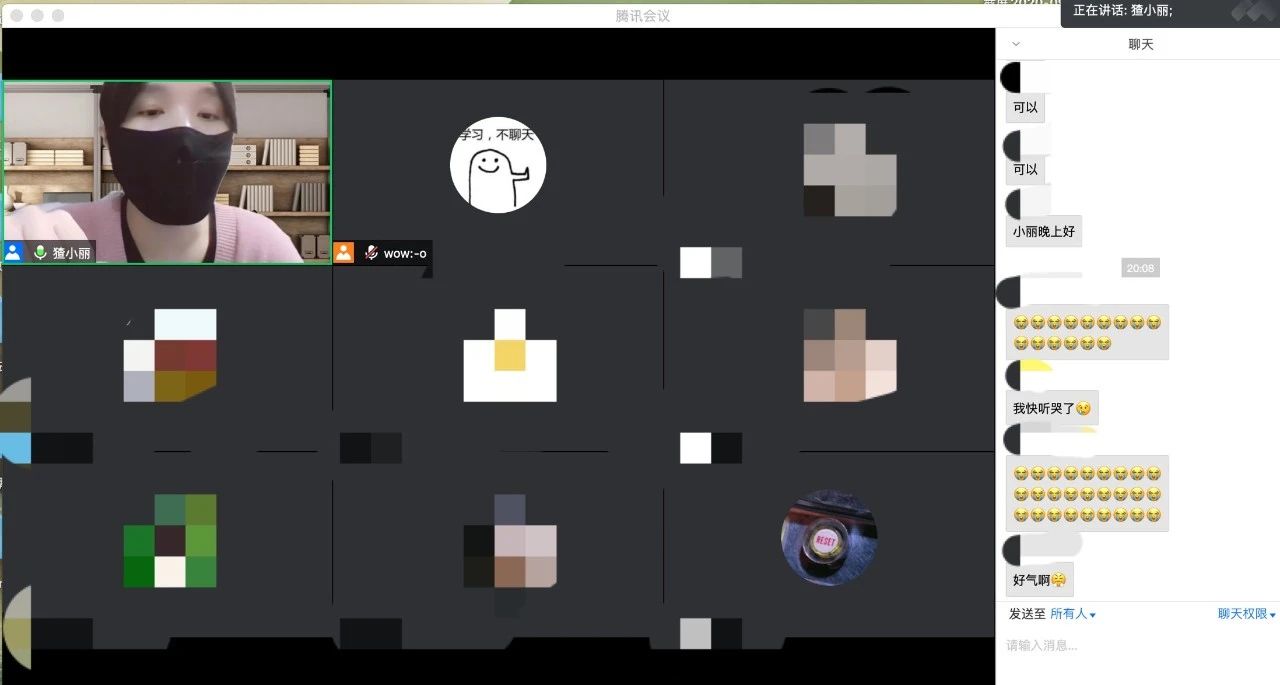 腾讯会议
正在讲话: 猹小丽;
聊天
学习，不聊天
猹小丽
wow:-o
RESET
可以
可以
小丽晚上好
20:08
😭😭😭😭😭😭😭😭😭
😭😭😭😭😭😭
我快听哭了😢
😭😭😭😭😭😭😭😭😭
😭😭😭😭😭😭😭😭😭
😭😭😭😭😭😭😭😭😭
好气啊😤
发送至 所有人
聊天权限
请输入消息...